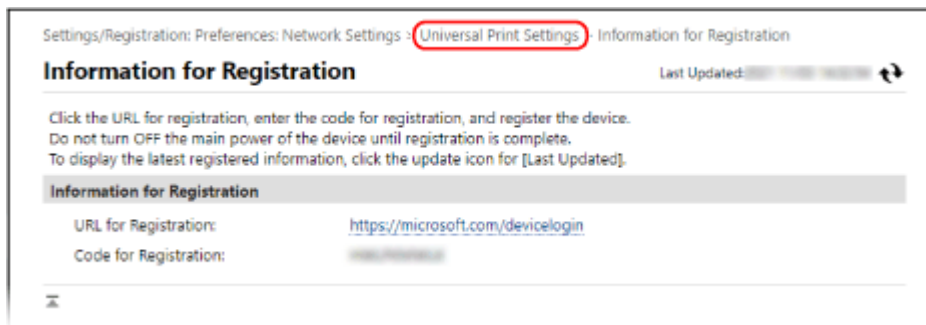 Settings/Registration: Preferences: Network Settings > Universal Print Settings > Information for Registration
Information for Registration
Last Updated:
Click the URL for registration, enter the code for registration, and register the device.
Do not turn OFF the main power of the device until registration is complete.
To display the latest registered information, click the update icon for [Last Updated].
Information for Registration
URL for Registration: https://microsoft.com/devicelogin
Code for Registration: